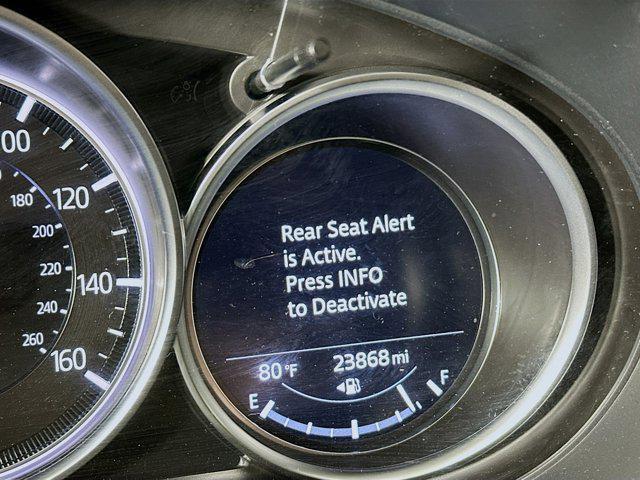 100
120
140
160
180
200
220
240
260
Rear Seat Alert
is Active.
Press INFO
to Deactivate
80°F 23868 mi
E F